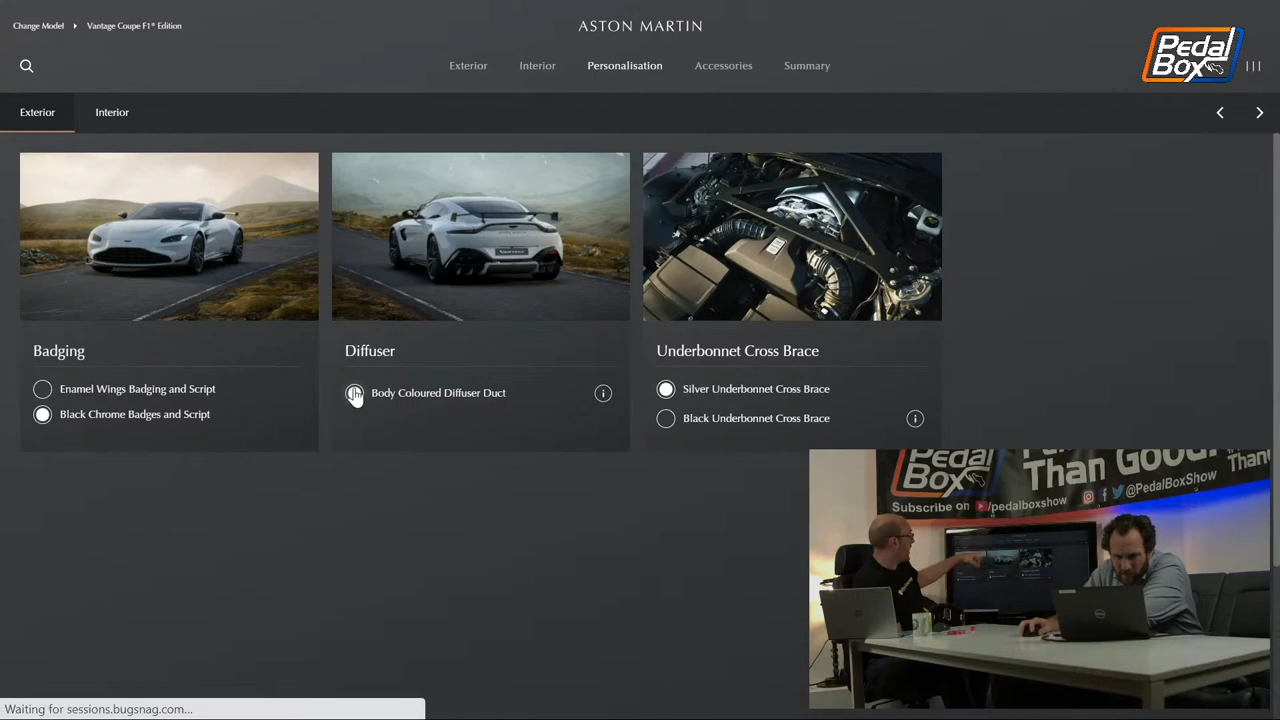 Change Model
Vantage Coupe F1® Edition
ASTON MARTIN
Pedal
Box
Exterior
Interior
Personalisation
Accessories
Summary
Exterior
Interior
Badging
Enamel Wings Badging and Script
Black Chrome Badges and Script
Diffuser
Body Coloured Diffuser Duct
Underbonnet Cross Brace
Silver Underbonnet Cross Brace
Black Underbonnet Cross Brace
Pedal
Box
Than Good
Subscribe on /pedalboxshow
@PedalBoxShow
DELL
Waiting for sessions.bugsnag.com...